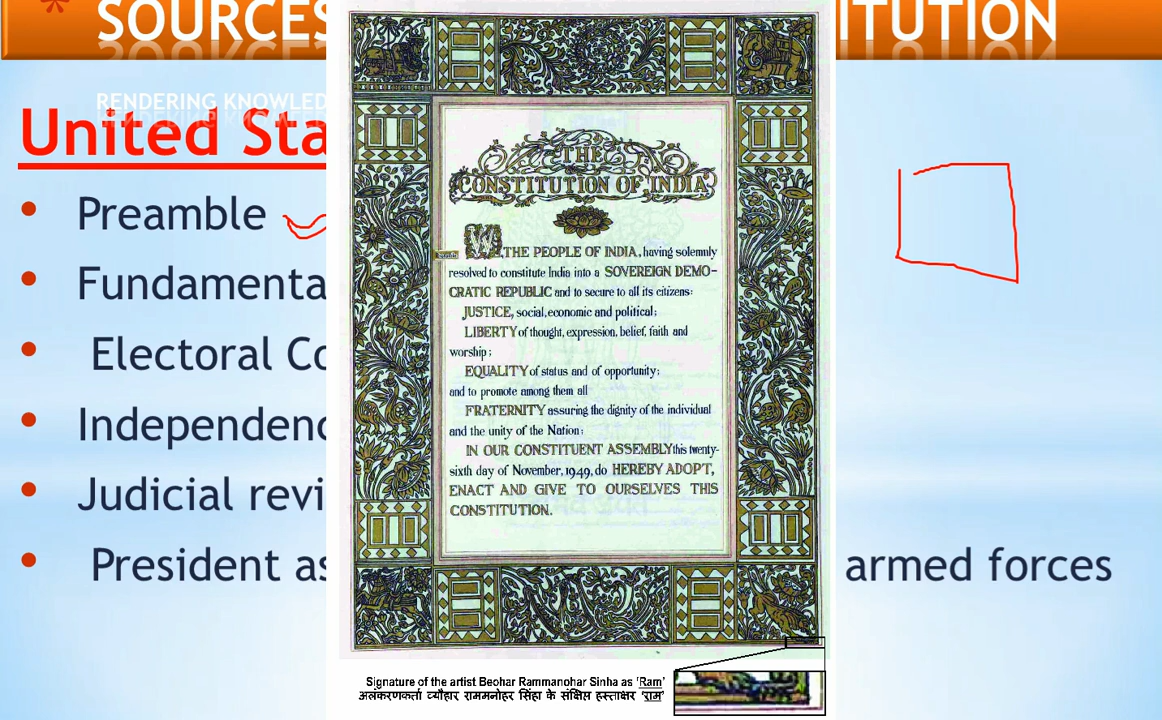 * SOURCES ITUTION
RENDERING KNOWLED
United Sta
• Preamble
• Fundamenta
• Electoral Co
• Independenc
• Judicial revi
• President as armed forces
THE
CONSTITUTION OF INDIA
WE, THE PEOPLE OF INDIA, having solemnly
resolved to constitute India into a SOVEREIGN DEMO-
CRATIC REPUBLIC and to secure to all its citizens:
JUSTICE, social, economic and political;
LIBERTY of thought, expression, belief, faith and
worship;
EQUALITY of status and of opportunity;
and to promote among them all
FRATERNITY assuring the dignity of the individual
and the unity of the Nation;
IN OUR CONSTITUENT ASSEMBLY this twenty-
sixth day of November, 1949, do HEREBY ADOPT,
ENACT AND GIVE TO OURSELVES THIS
CONSTITUTION.
Signature of the artist Beohar Rammanohar Sinha as 'Ram'
अलंकरणकर्ता ब्यौहार राममनोहर सिंहा के संक्षिप्त हस्ताक्षर 'राम'